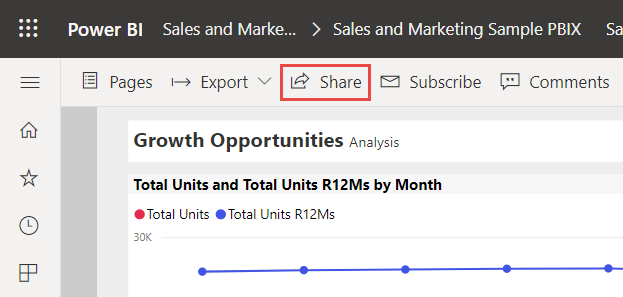 Power BI Sales and Marke... > Sales and Marketing Sample PBIX Sa
Pages Export Share Subscribe Comments
Growth Opportunities Analysis
Total Units and Total Units R12Ms by Month
Total Units Total Units R12Ms
30K